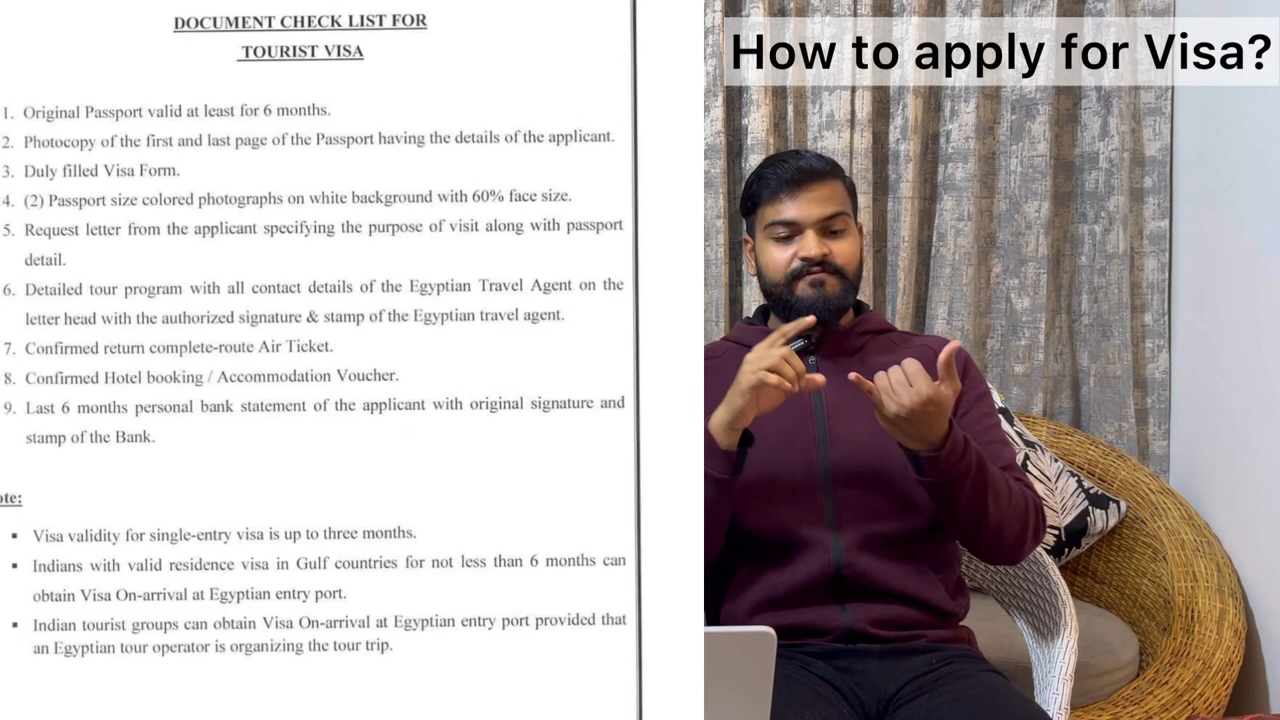 DOCUMENT CHECK LIST FOR
TOURIST VISA
1. Original Passport valid at least for 6 months.
2. Photocopy of the first and last page of the Passport having the details of the applicant.
3. Duly filled Visa Form.
4. (2) Passport size colored photographs on white background with 60% face size.
5. Request letter from the applicant specifying the purpose of visit along with passport
detail.
6. Detailed tour program with all contact details of the Egyptian Travel Agent on the
letter head with the authorized signature & stamp of the Egyptian travel agent.
7. Confirmed return complete-route Air Ticket.
8. Confirmed Hotel booking / Accommodation Voucher.
9. Last 6 months personal bank statement of the applicant with original signature and
stamp of the Bank.
ote:
▪ Visa validity for single-entry visa is up to three months.
▪ Indians with valid residence visa in Gulf countries for not less than 6 months can
obtain Visa On-arrival at Egyptian entry port.
▪ Indian tourist groups can obtain Visa On-arrival at Egyptian entry port provided that
an Egyptian tour operator is organizing the tour trip.
How to apply for Visa?